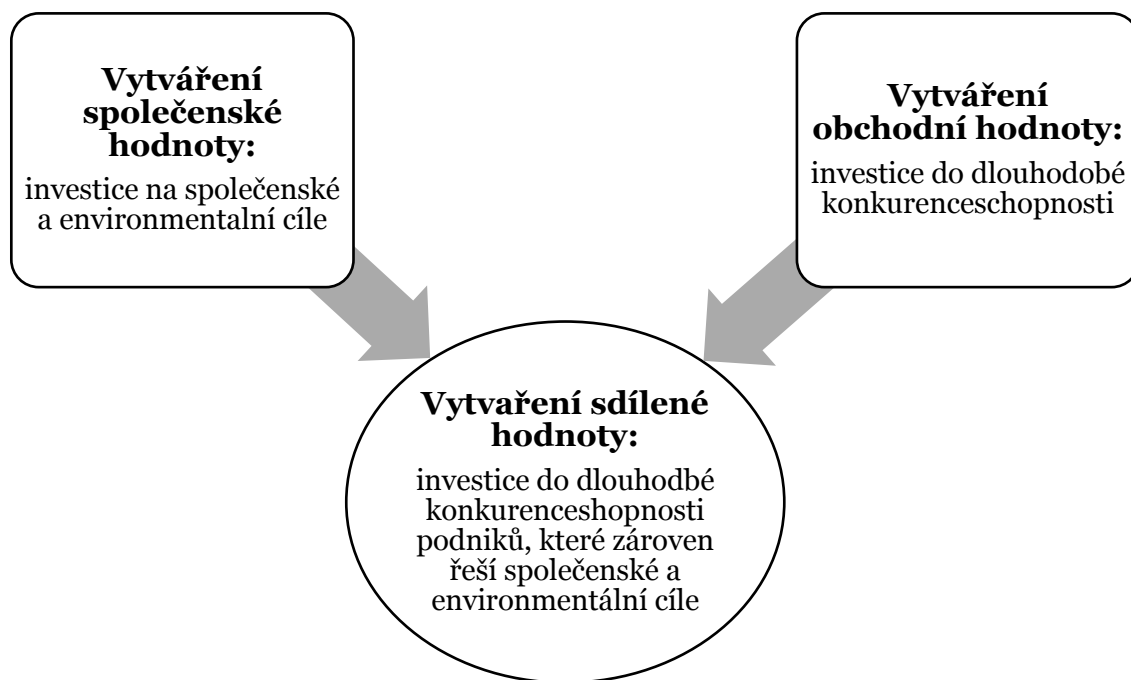 Vytváření
společenské
hodnoty:
investice na společenské
a environmentalní cíle
Vytváření
obchodní hodnoty:
investice do dlouhodobé
konkurenceschopnosti
Vytvaření sdílené
hodnoty:
investice do dlouhodbé
konkurenceshopnosti
podniků, které zároven
řeší společenské a
environmentální cíle